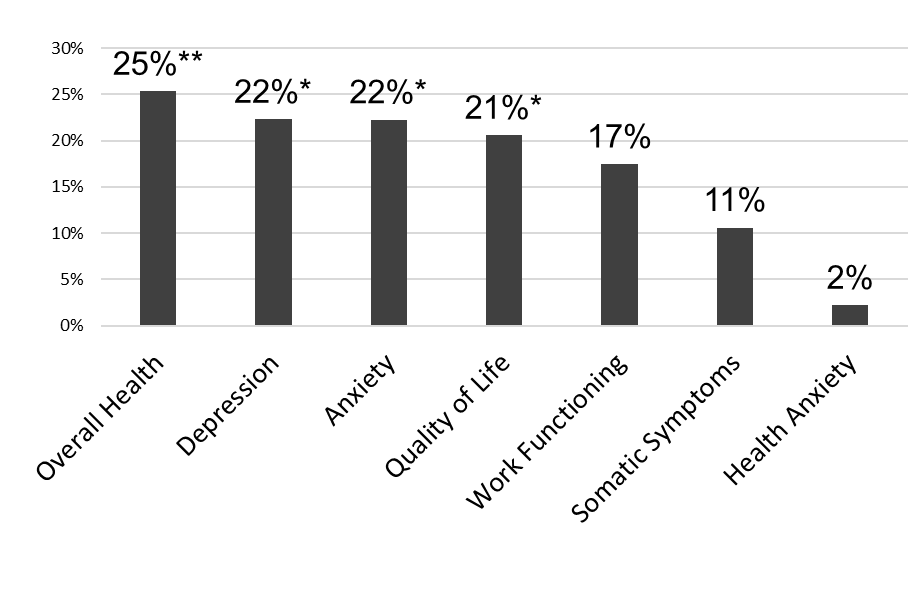 30%
25%
20%
15%
10%
5%
0%
25%**
22%*
22%*
21%*
17%
11%
2%
Overall Health
Depression
Anxiety
Quality of Life
Work Functioning
Somatic Symptoms
Health Anxiety